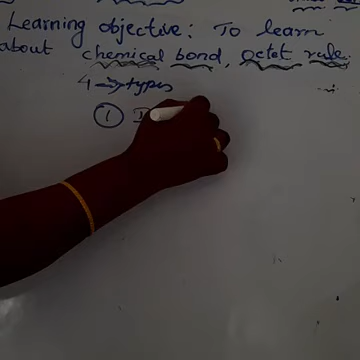 Learning objective: To learn
about chemical bond, octet rule.
4 types
1